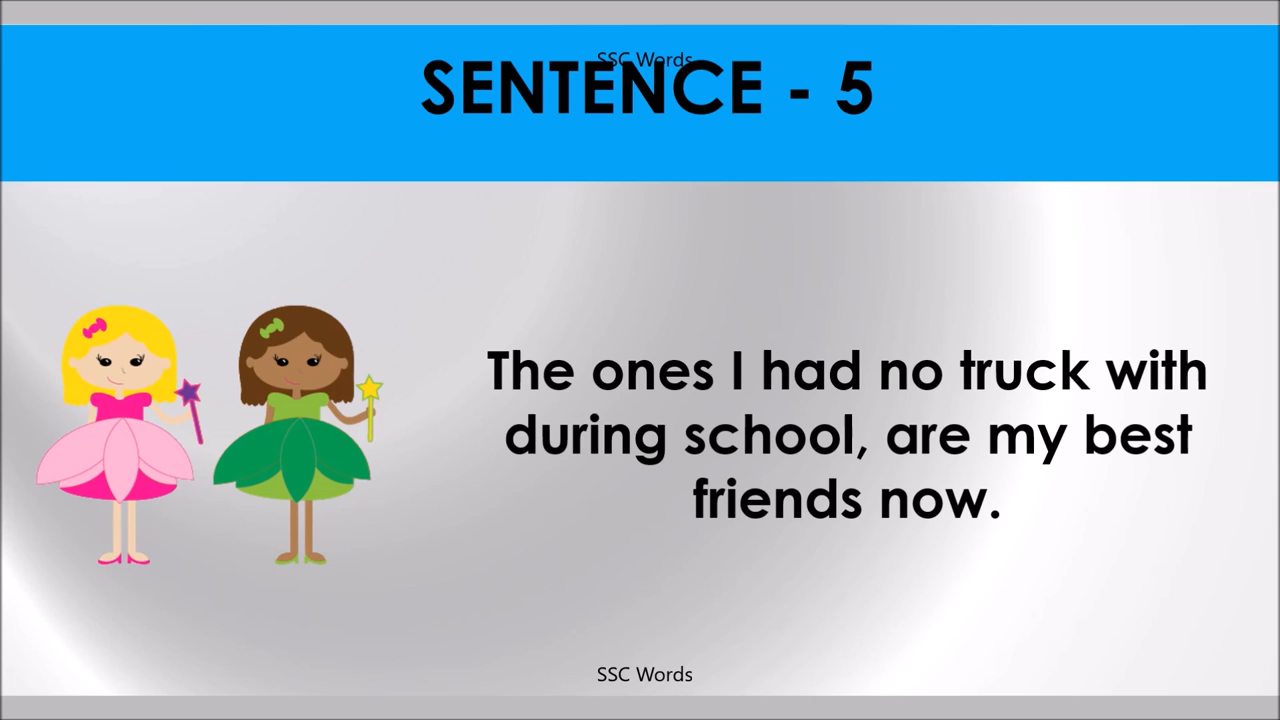 SSC Words
SENTENCE - 5
The ones I had no truck with
during school, are my best
friends now.
SSC Words